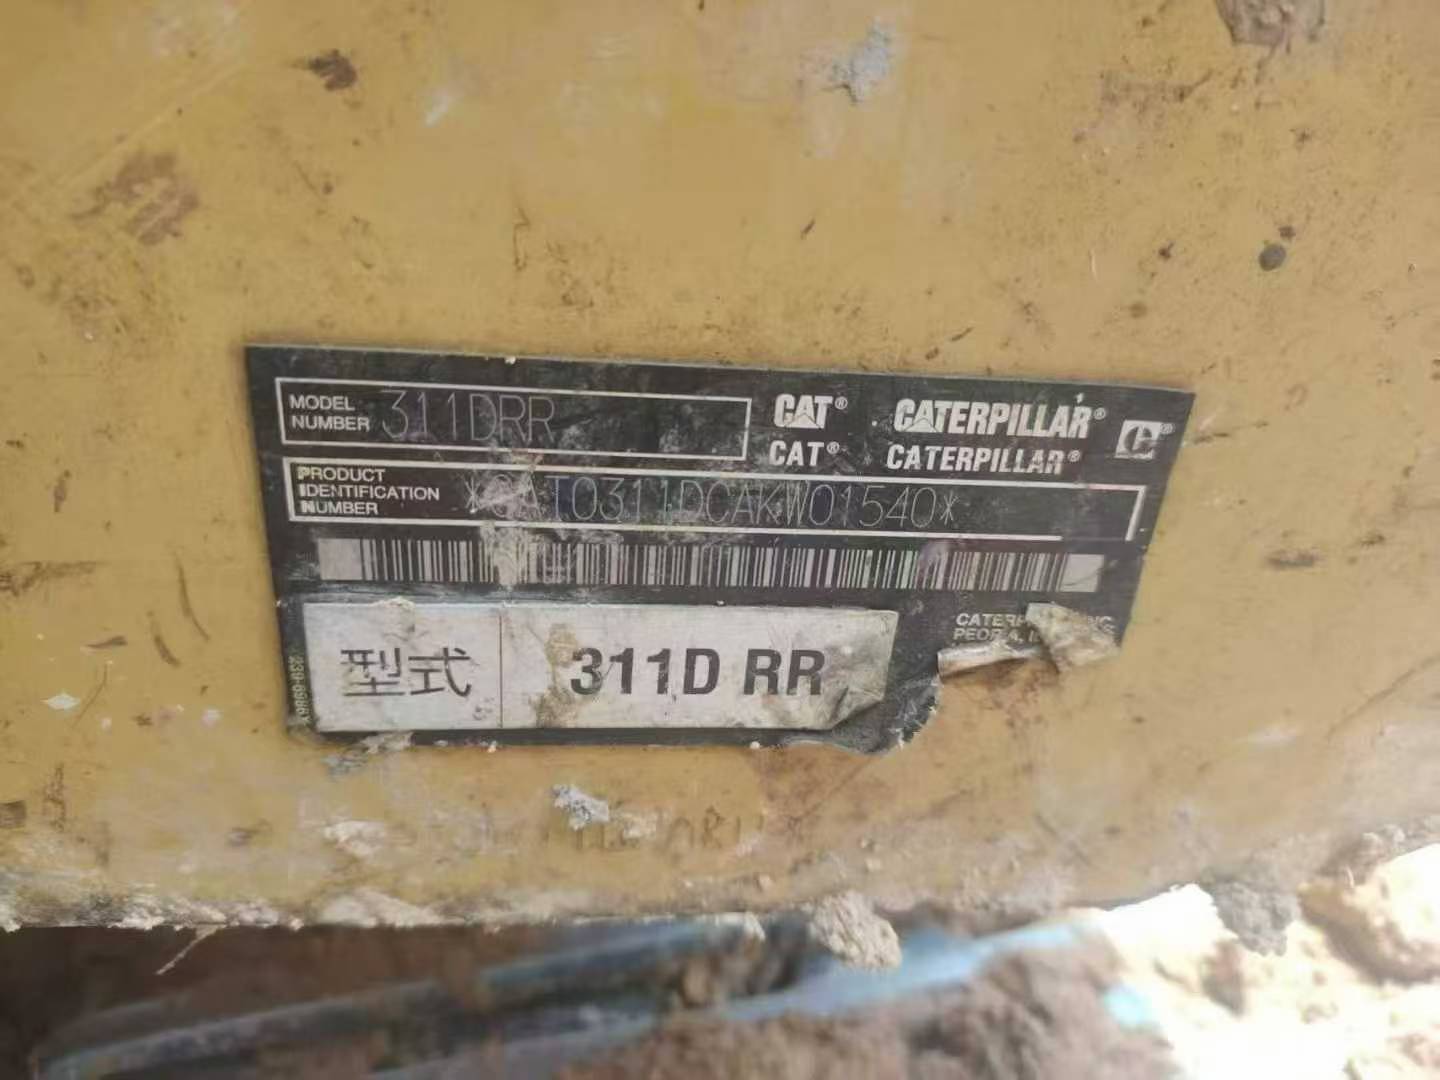 MODEL NUMBER 311DRR
CAT® CATERPILLAR®
CAT® CATERPILLAR®
PRODUCT IDENTIFICATION NUMBER *CAT0311DCAKW01540*
型式 311D RR